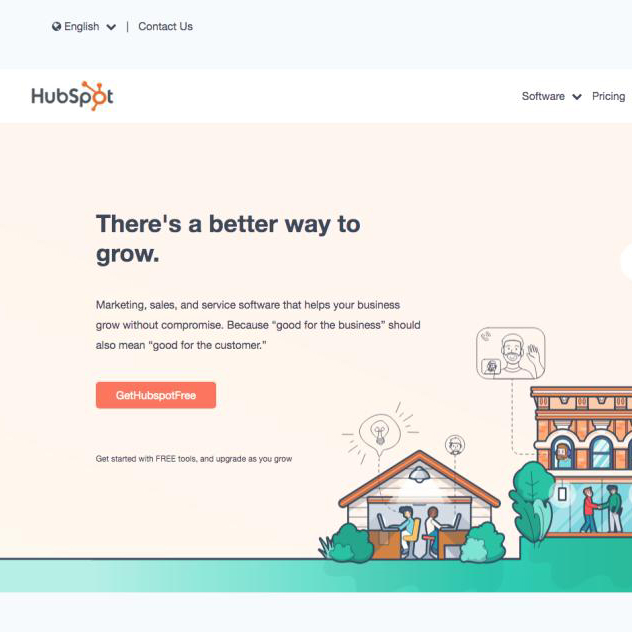 English | Contact Us
HubSpot
Software Pricing
There's a better way to
grow.
Marketing, sales, and service software that helps your business
grow without compromise. Because “good for the business” should
also mean “good for the customer.”
GetHubspotFree
Get started with FREE tools, and upgrade as you grow